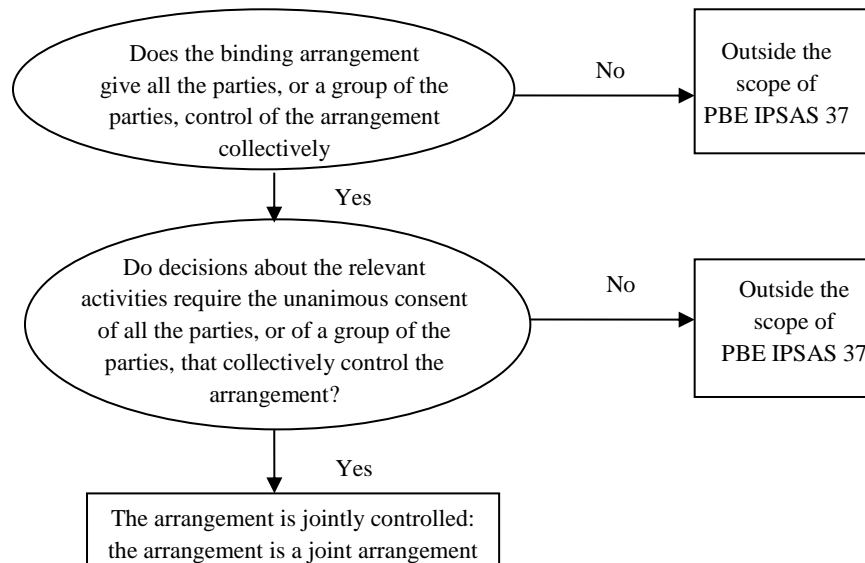 Does the binding arrangement
give all the parties, or a group of the
parties, control of the arrangement
collectively
No
Outside the
scope of
PBE IPSAS 37
Yes
Do decisions about the relevant
activities require the unanimous consent
of all the parties, or of a group of the
parties, that collectively control the
arrangement?
No
Outside the
scope of
PBE IPSAS 37
Yes
The arrangement is jointly controlled:
the arrangement is a joint arrangement